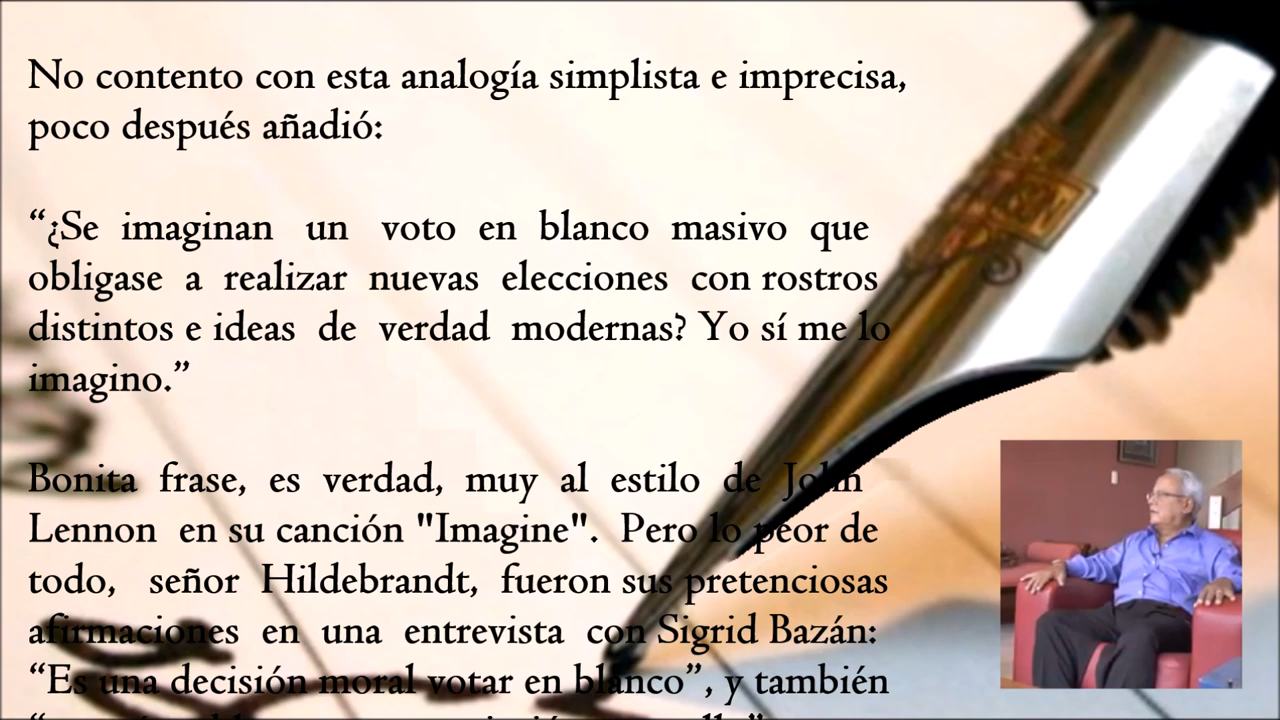 No contento con esta analogía simplista e imprecisa,
poco después añadió:
“¿Se imaginan un voto en blanco masivo que
obligase a realizar nuevas elecciones con rostros
distintos e ideas de verdad modernas? Yo sí me lo
imagino.”
Bonita frase, es verdad, muy al estilo de John
Lennon en su canción "Imagine". Pero lo peor de
todo, señor Hildebrandt, fueron sus pretenciosas
afirmaciones en una entrevista con Sigrid Bazán:
“Es una decisión moral votar en blanco”, y también